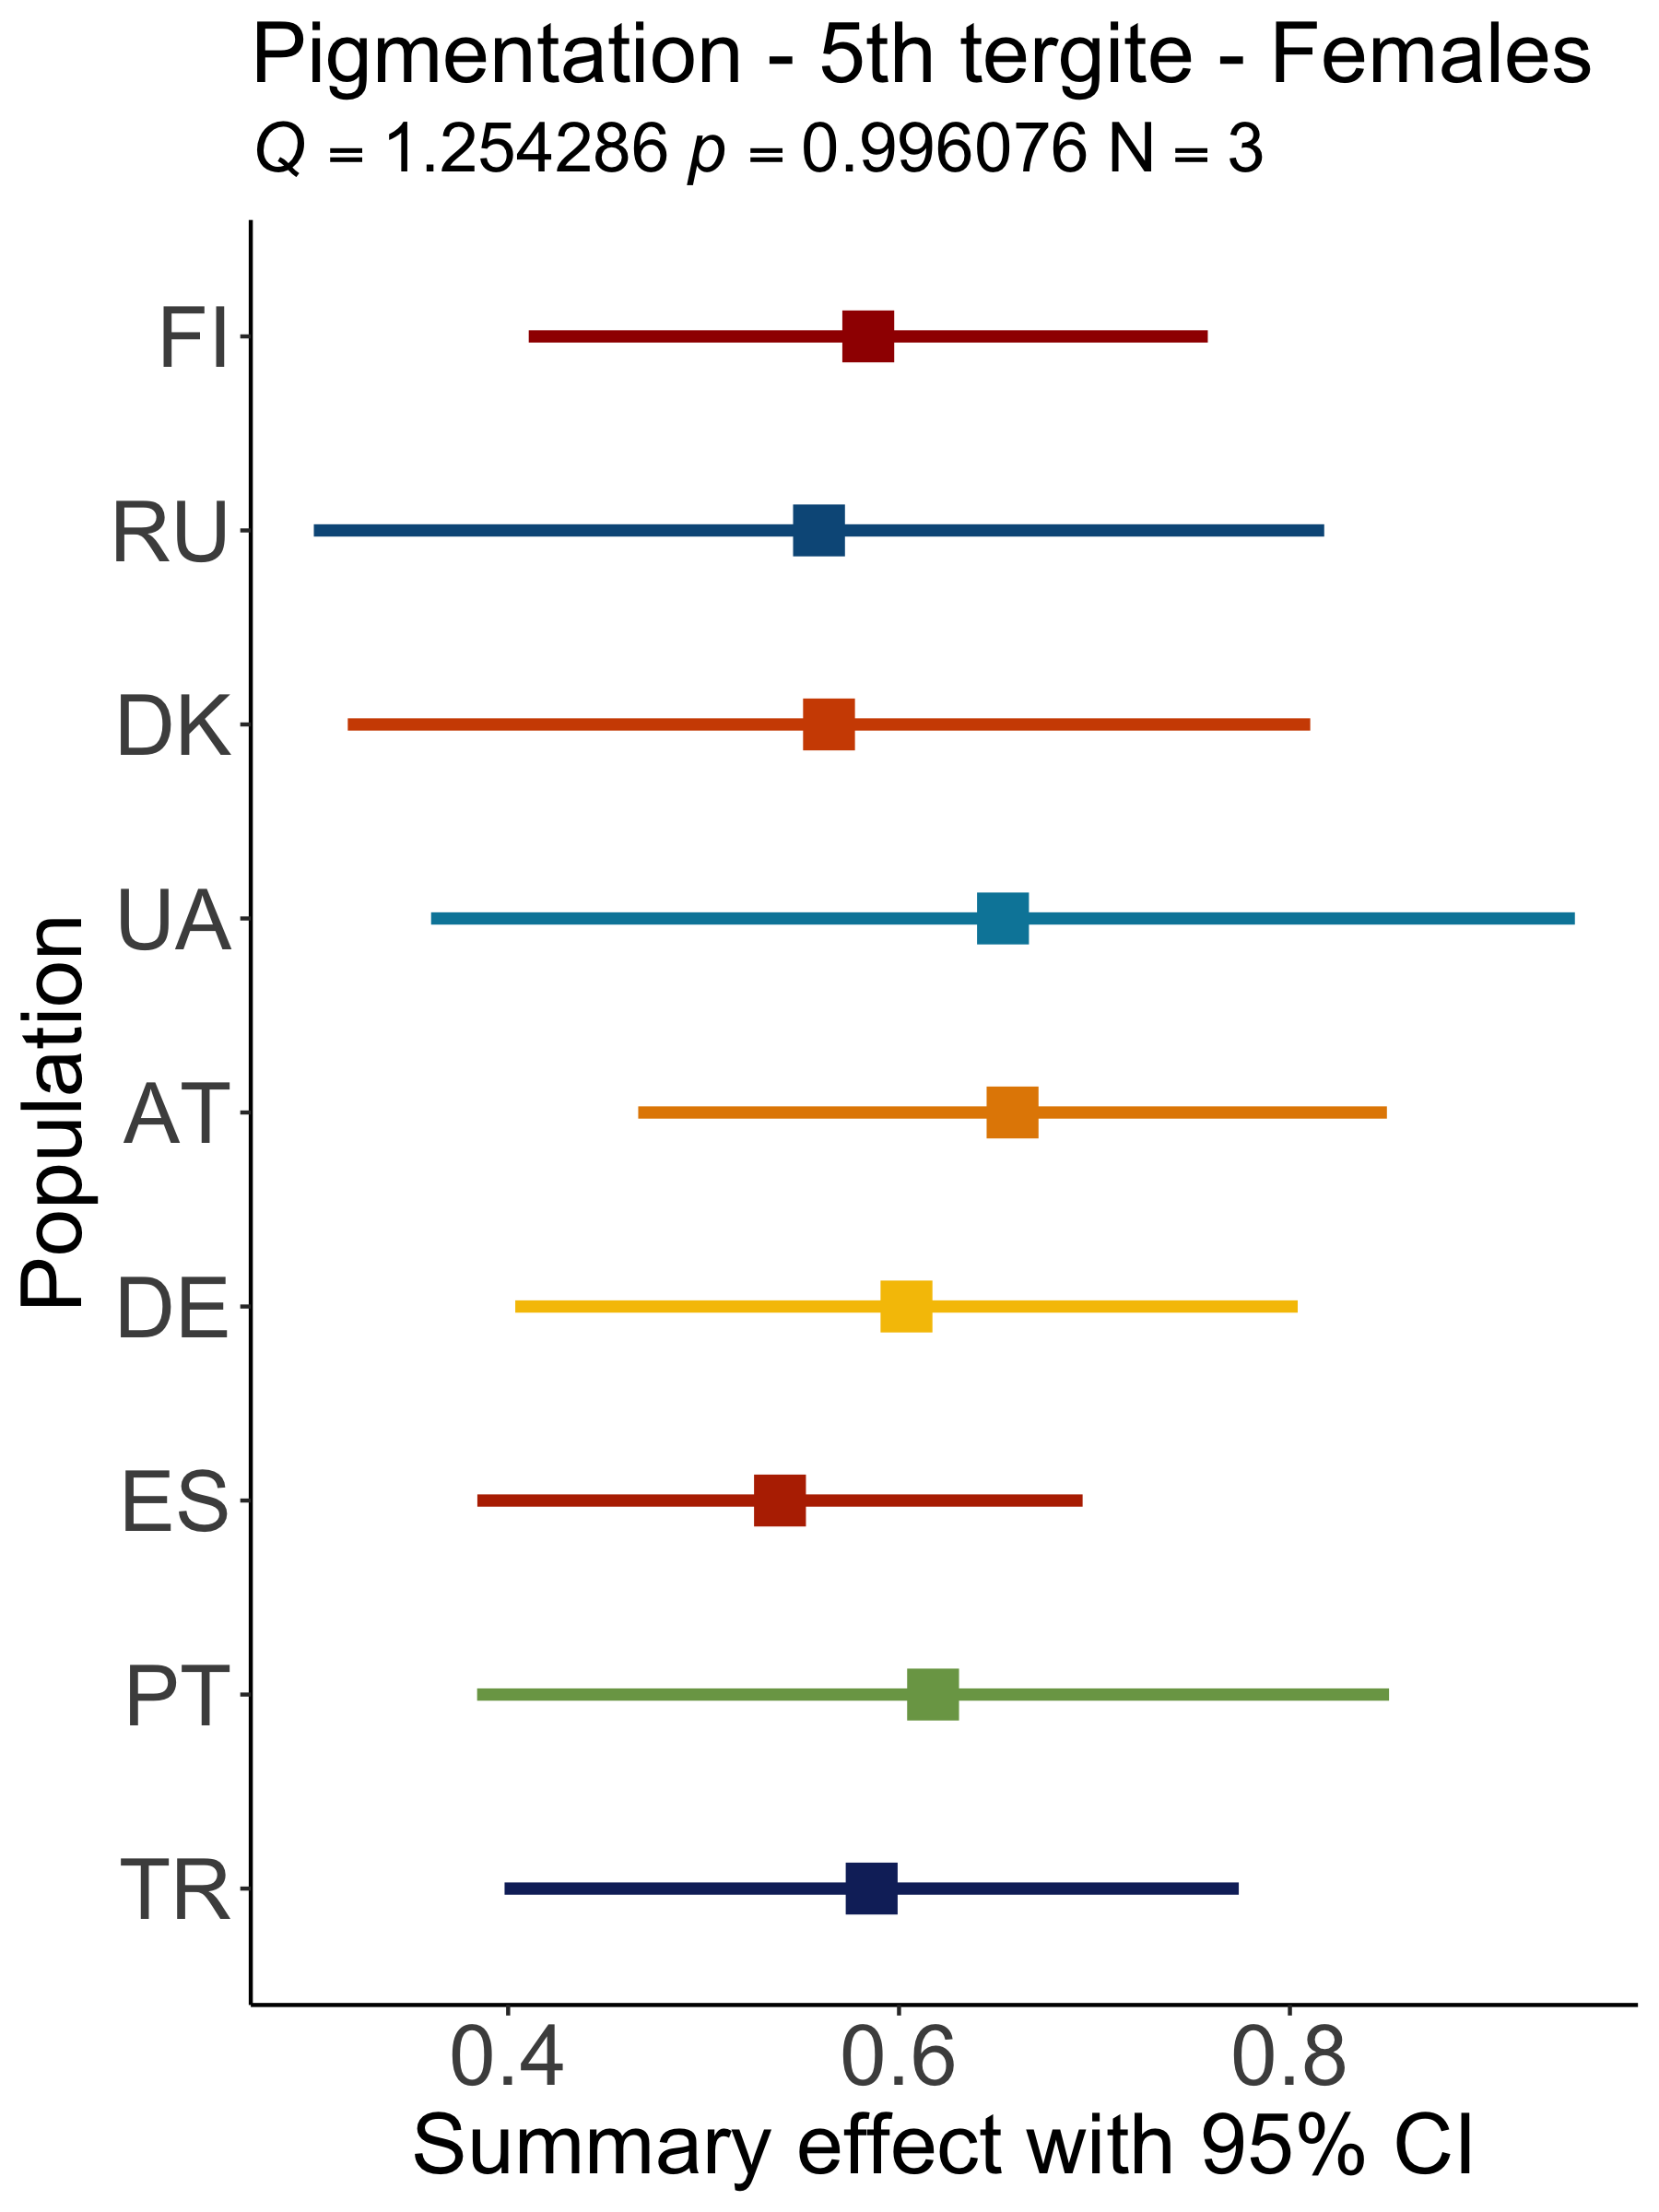 Pigmentation - 5th tergite - Females
Q = 1.254286 p = 0.996076 N = 3
FI
RU
DK
UA
AT
DE
ES
PT
TR
Population
0.4 0.6 0.8
Summary effect with 95% CI